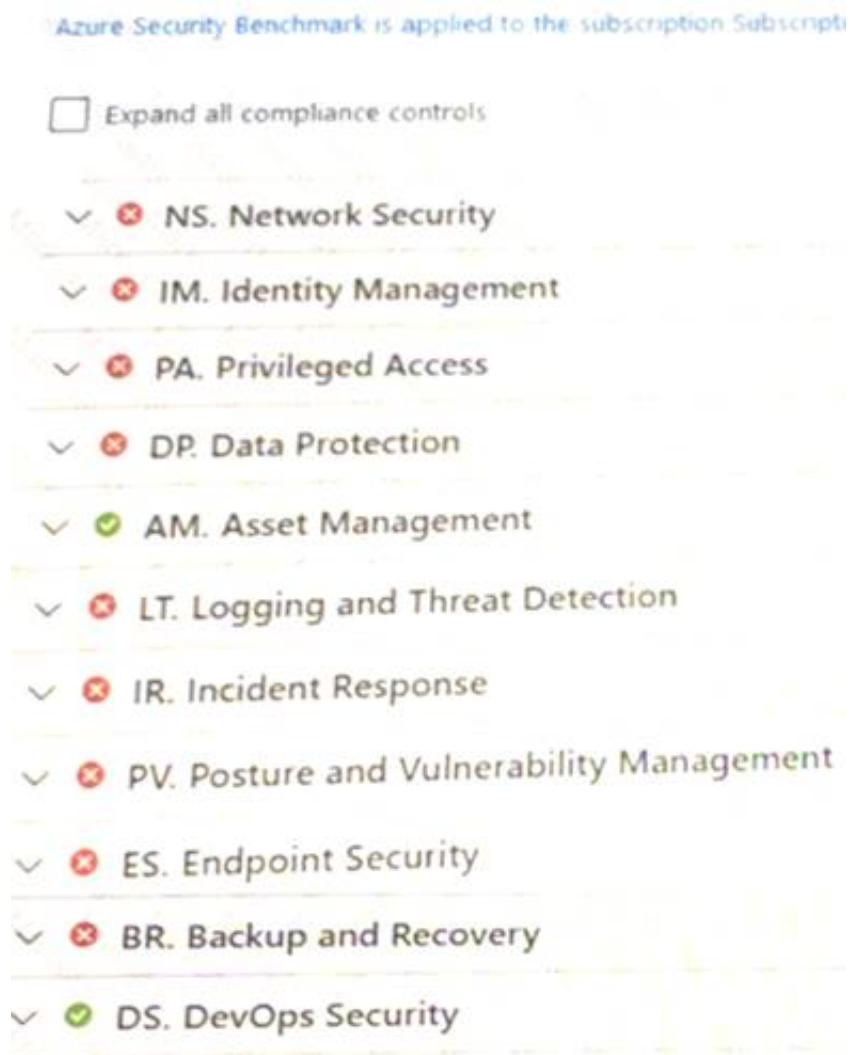 Azure Security Benchmark is applied to the subscription
Expand all compliance controls
NS. Network Security
IM. Identity Management
PA. Privileged Access
DP. Data Protection
AM. Asset Management
LT. Logging and Threat Detection
IR. Incident Response
PV. Posture and Vulnerability Management
ES. Endpoint Security
BR. Backup and Recovery
DS. DevOps Security